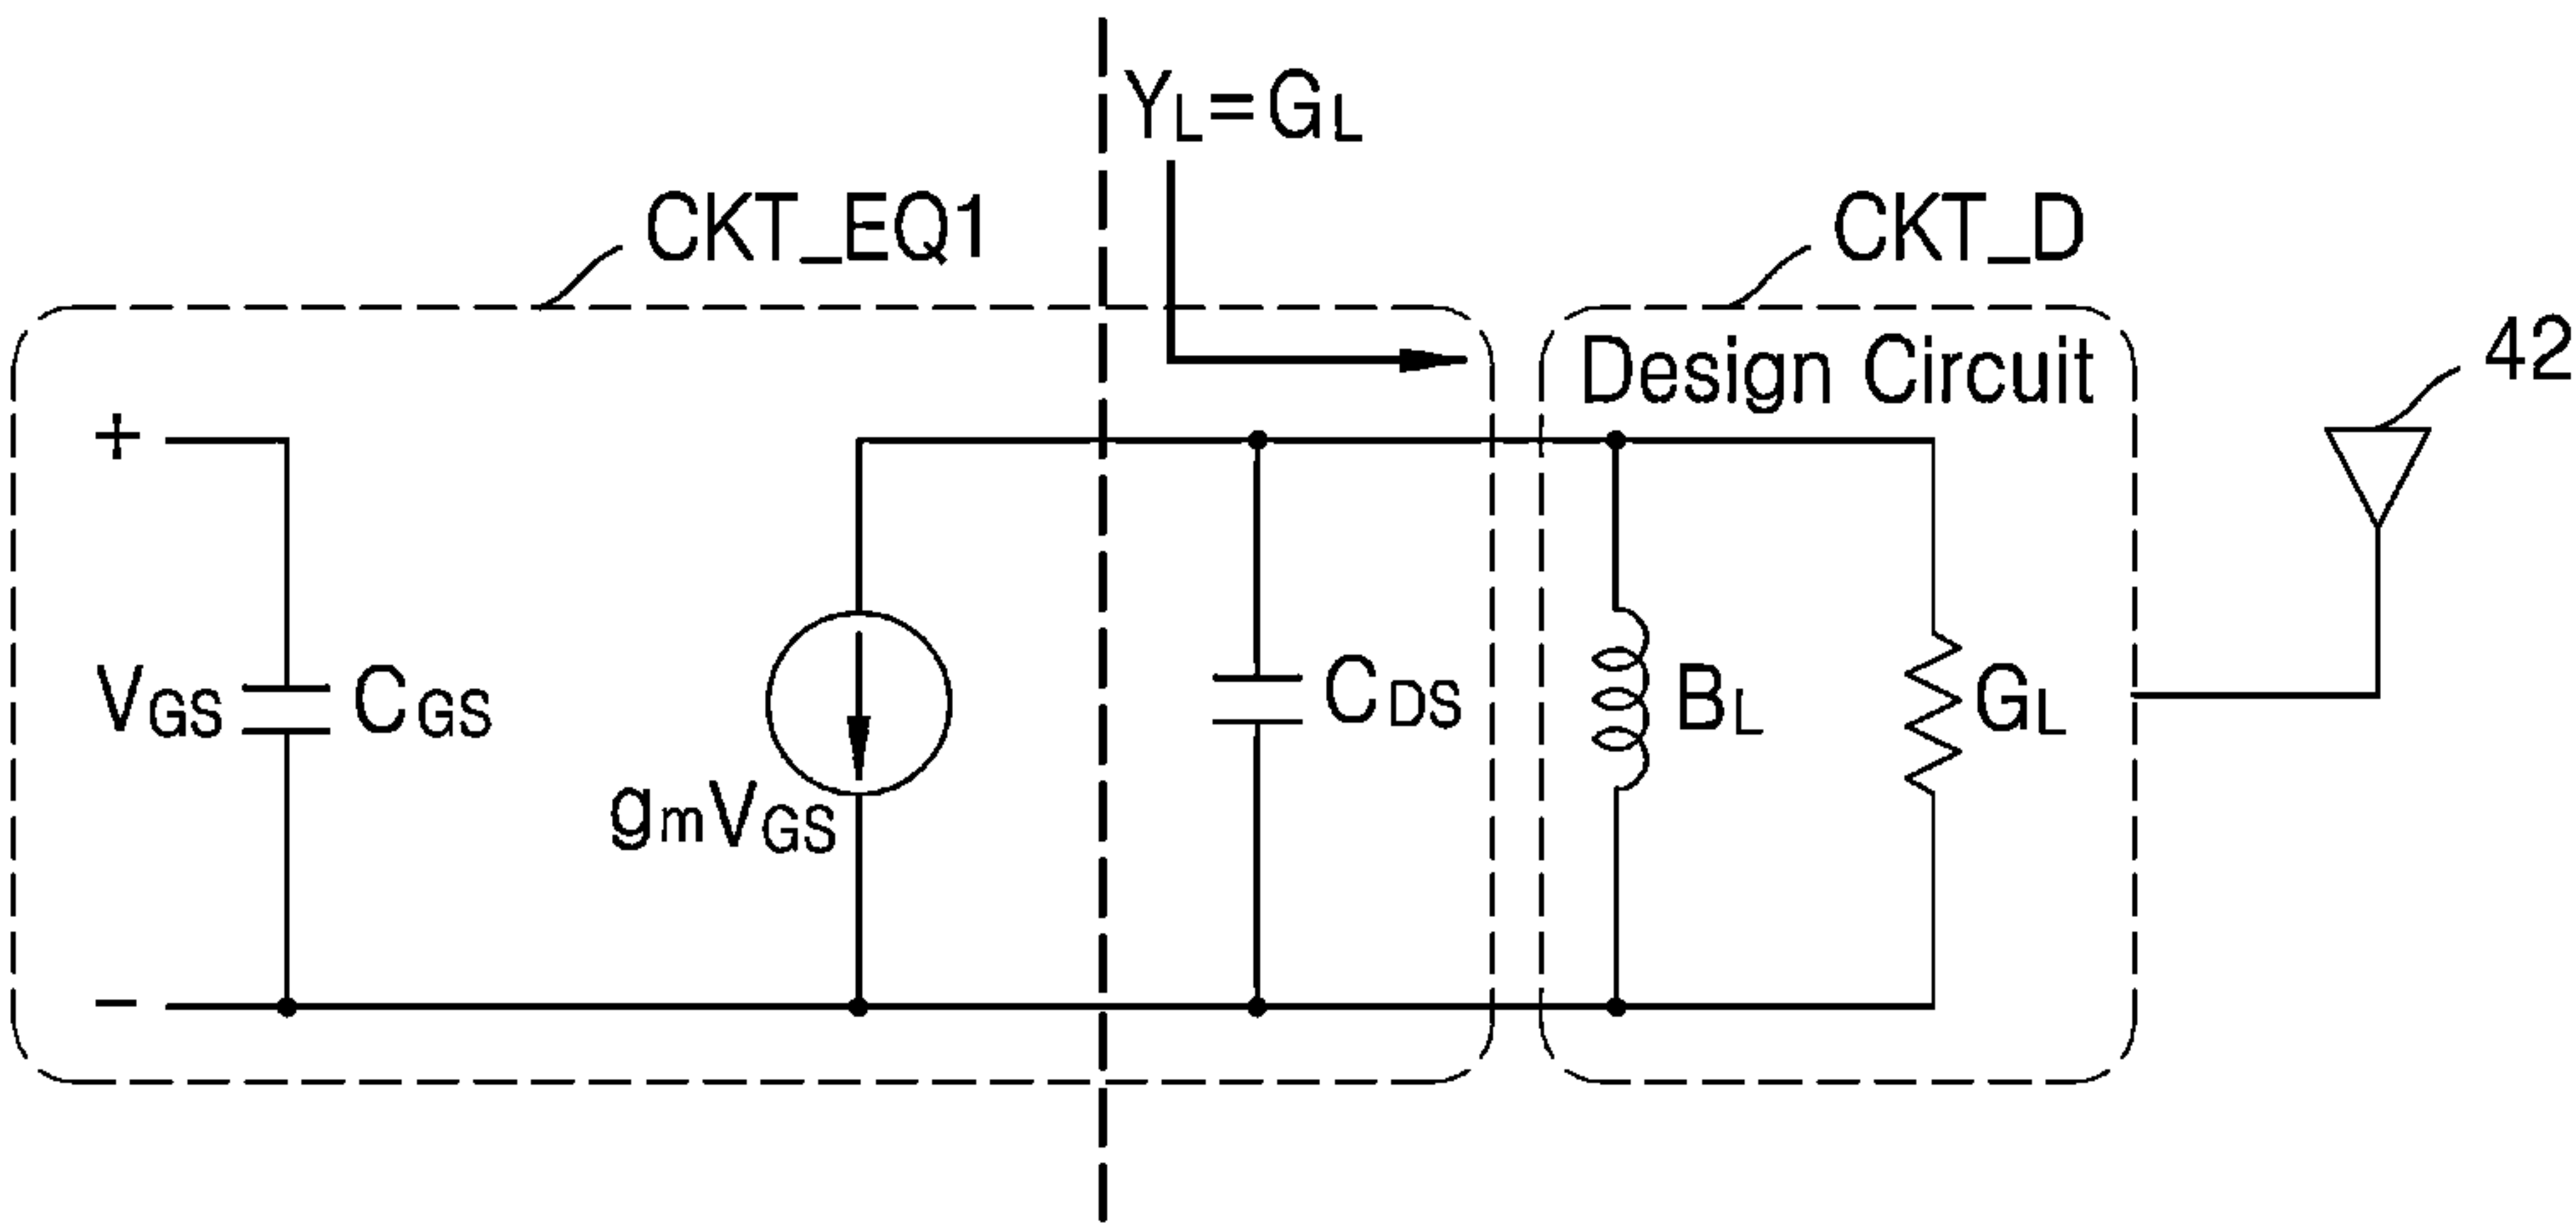 YL=GL
CKT_EQ1
CKT_D
Design Circuit
42
+
VGS
CGS
gmVGS
CDS
BL
GL
−